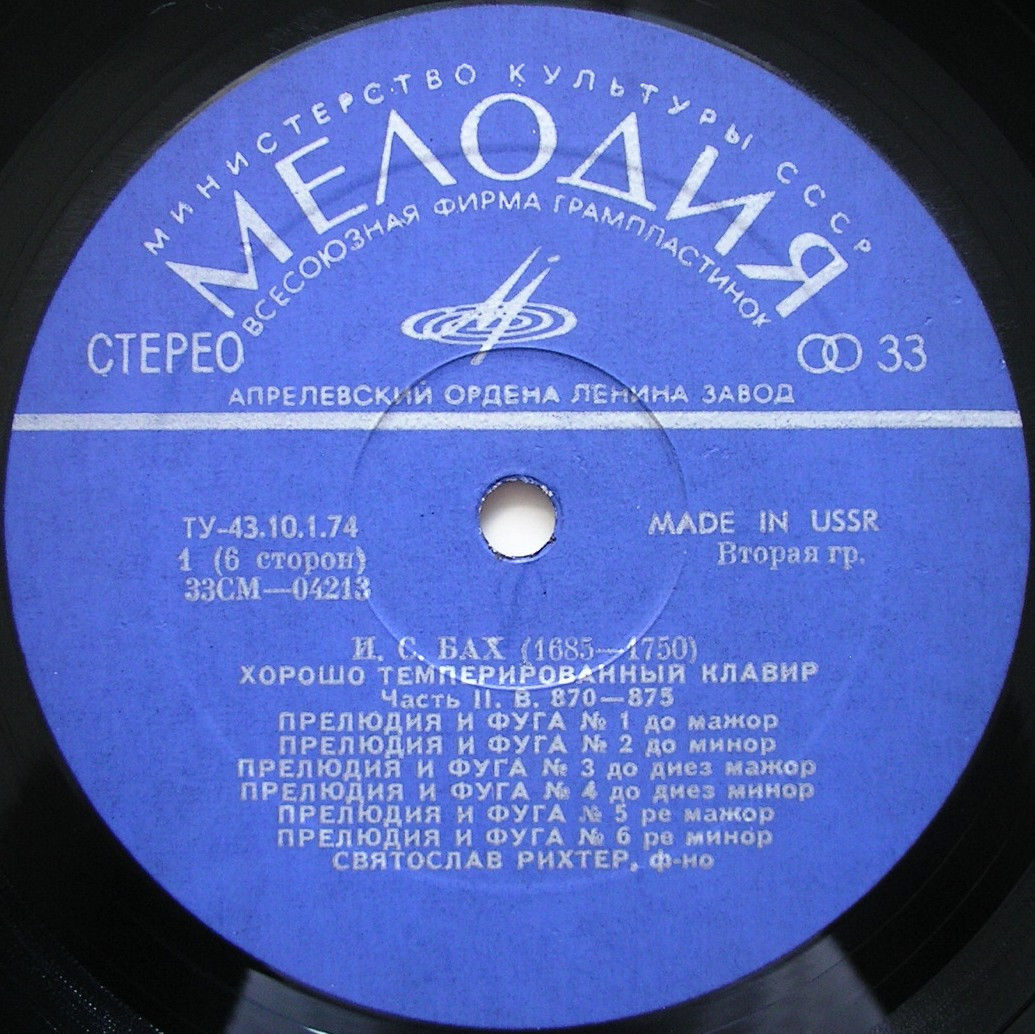 МИНИСТЕРСТВО КУЛЬТУРЫ СССР
МЕЛОДИЯ
ВСЕСОЮЗНАЯ ФИРМА ГРАМПЛАСТИНОК
СТЕРЕО
33
АПРЕЛЕВСКИЙ ОРДЕНА ЛЕНИНА ЗАВОД
ТУ-43.10.1.74
MADE IN USSR
1 (6 сторон)
Вторая гр.
33СМ—04213
И. С. БАХ (1685—1750)
ХОРОШО ТЕМПЕРИРОВАННЫЙ КЛАВИР
Часть II. В. 870—875
ПРЕЛЮДИЯ И ФУГА № 1 до мажор
ПРЕЛЮДИЯ И ФУГА № 2 до минор
ПРЕЛЮДИЯ И ФУГА № 3 до диез мажор
ПРЕЛЮДИЯ И ФУГА № 4 до диез минор
ПРЕЛЮДИЯ И ФУГА № 5 ре мажор
ПРЕЛЮДИЯ И ФУГА № 6 ре минор
СВЯТОСЛАВ РИХТЕР, ф-но